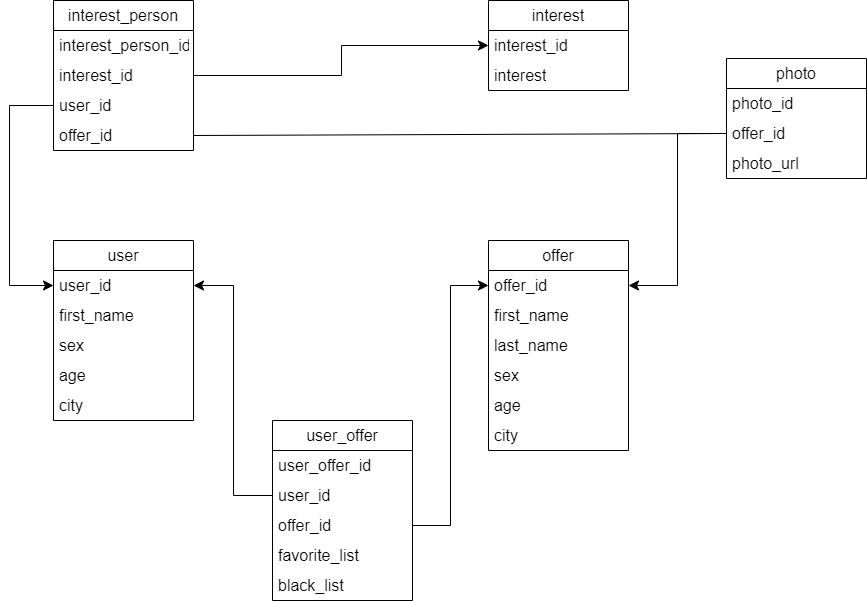 interest_person
interest_person_id
interest_id
user_id
offer_id
interest
interest_id
interest
photo
photo_id
offer_id
photo_url
user
user_id
first_name
sex
age
city
offer
offer_id
first_name
last_name
sex
age
city
user_offer
user_offer_id
user_id
offer_id
favorite_list
black_list